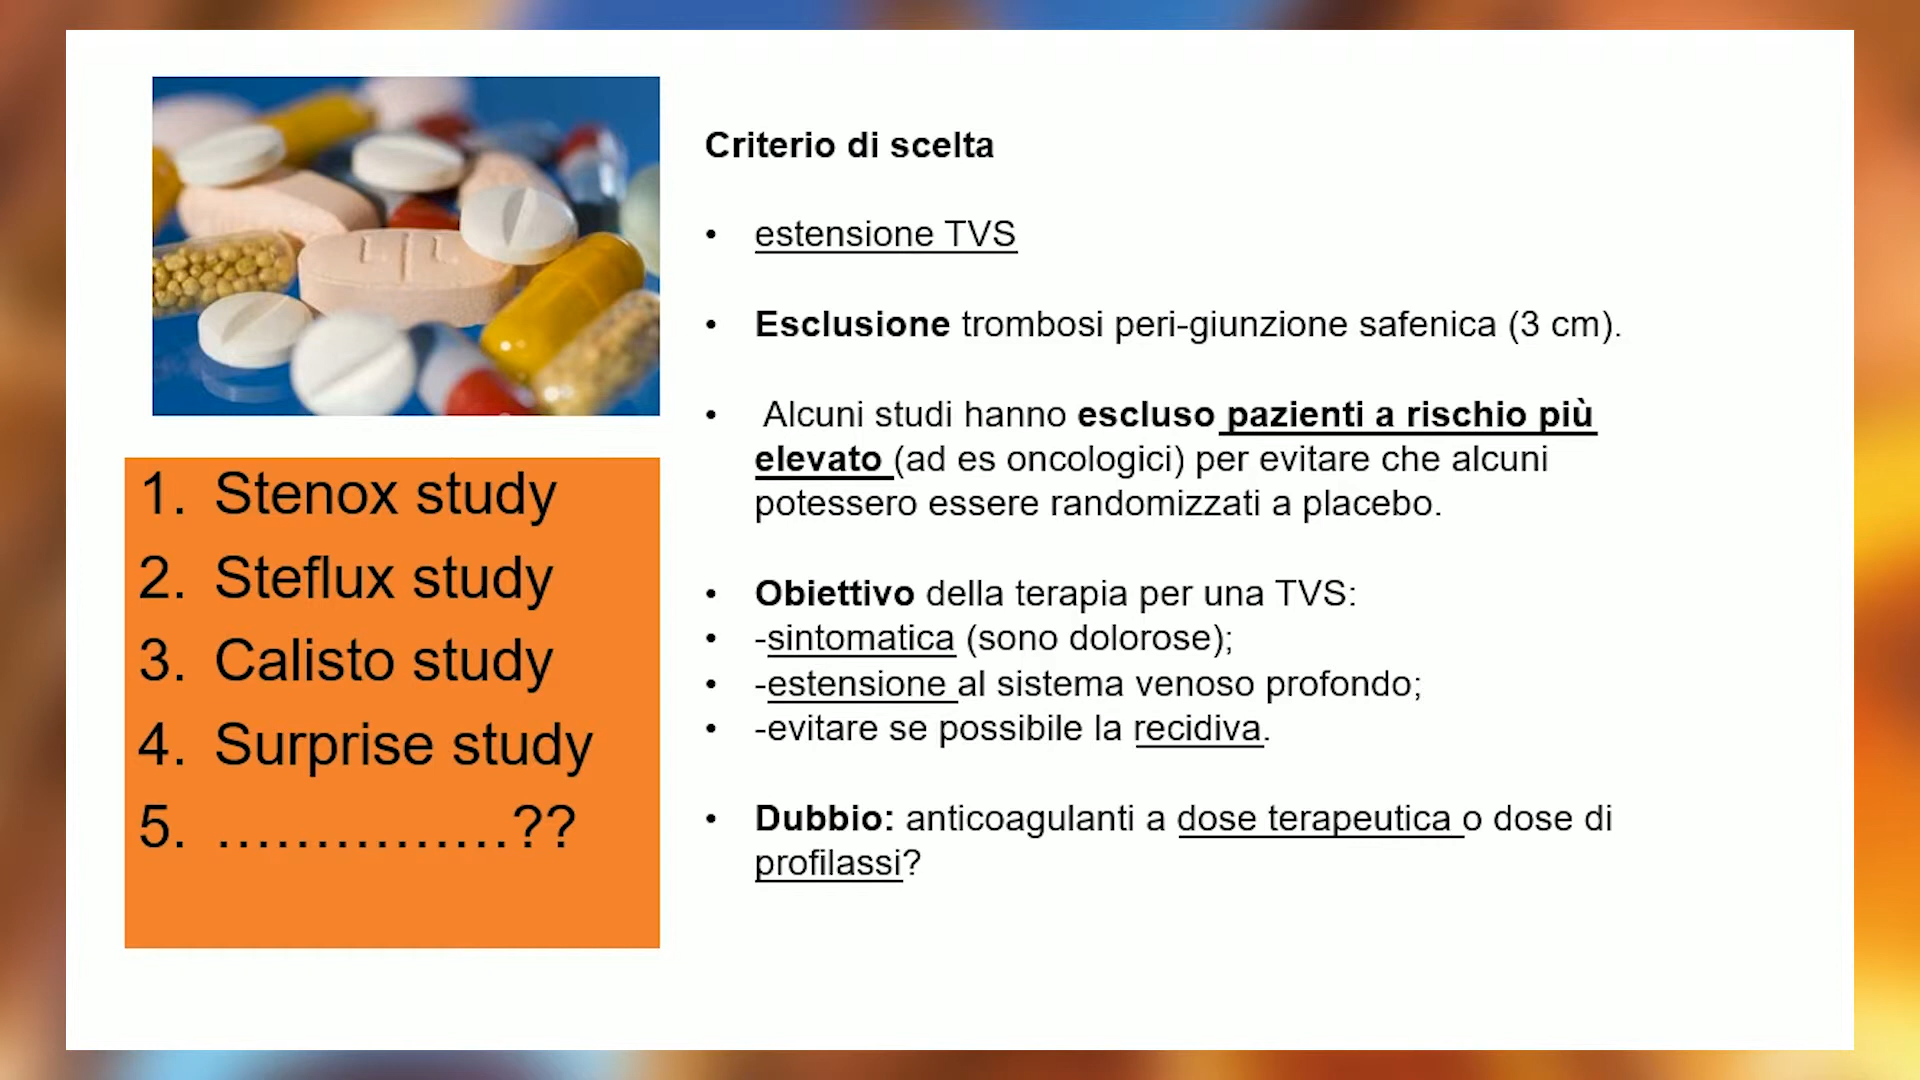 1. Stenox study
2. Steflux study
3. Calisto study
4. Surprise study
5. ……………??
Criterio di scelta
• estensione TVS
• Esclusione trombosi peri-giunzione safenica (3 cm).
• Alcuni studi hanno escluso pazienti a rischio più
elevato (ad es oncologici) per evitare che alcuni
potessero essere randomizzati a placebo.
• Obiettivo della terapia per una TVS:
• -sintomatica (sono dolorose);
• -estensione al sistema venoso profondo;
• -evitare se possibile la recidiva.
• Dubbio: anticoagulanti a dose terapeutica o dose di
profilassi?